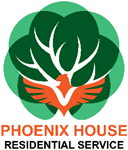 PHOENIX HOUSE
RESIDENTIAL SERVICE